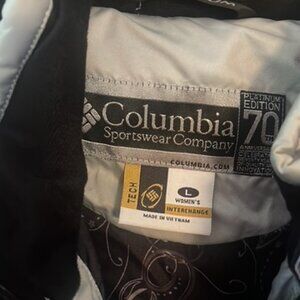 Columbia
Sportswear Company
COLUMBIA.COM
PLATINUM
EDITION
70
TECH
L
WOMEN'S
INTERCHANGE
MADE IN VIETNAM